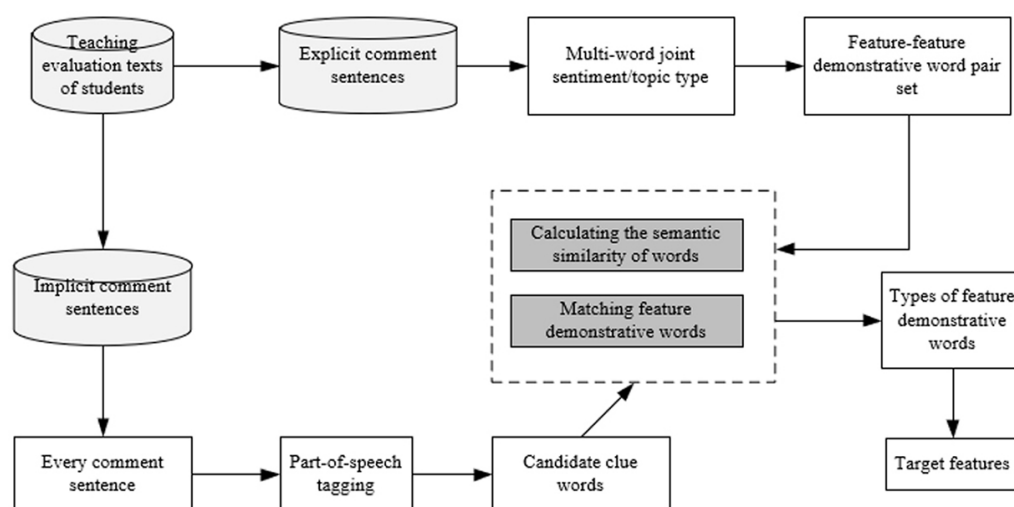 Teaching
evaluation texts
of students
Explicit comment
sentences
Multi-word joint
sentiment/topic type
Feature-feature
demonstrative word pair
set
Calculating the semantic
similarity of words
Matching feature
demonstrative words
Implicit comment
sentences
Types of feature
demonstrative
words
Every comment
sentence
Part-of-speech
tagging
Candidate clue
words
Target features